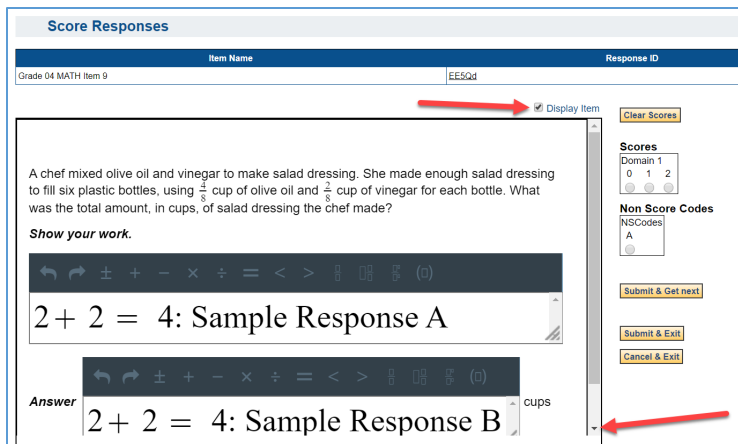 Score Responses
Item Name Response ID
Grade 04 MATH Item 9 EE5Qd
Display Item
Clear Scores
Scores
Domain 1
0 1 2
Non Score Codes
NSCodes
A
Submit & Get next
Submit & Exit
Cancel & Exit
A chef mixed olive oil and vinegar to make salad dressing. She made enough salad dressing
to fill six plastic bottles, using 4/8 cup of olive oil and 2/8 cup of vinegar for each bottle. What
was the total amount, in cups, of salad dressing the chef made?
Show your work.
± + − × ÷ = < > (▯)
2 + 2 = 4: Sample Response A
± + − × ÷ = < > (▯)
Answer 2 + 2 = 4: Sample Response B cups